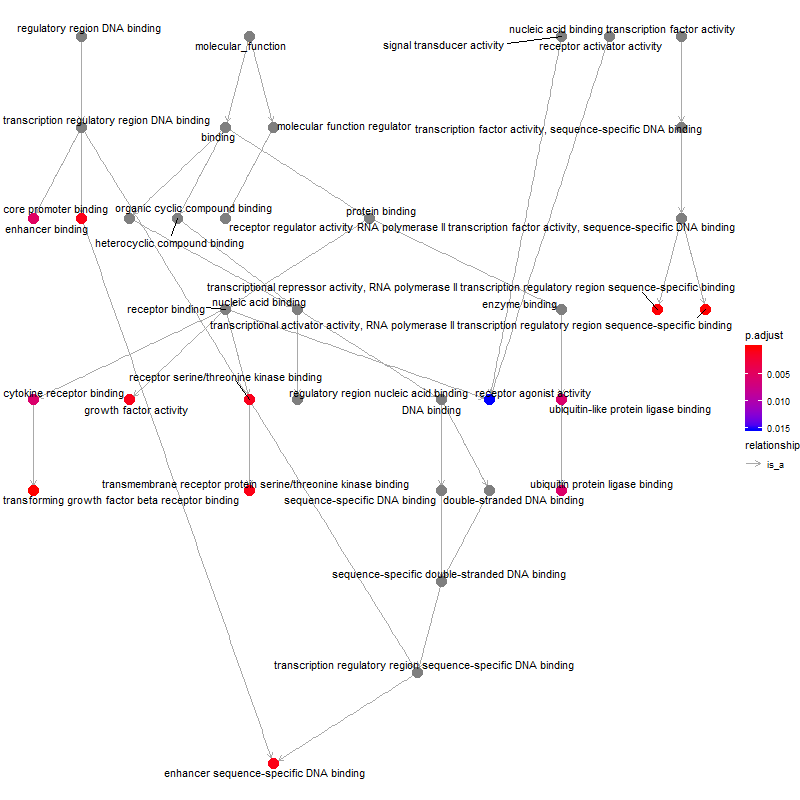 regulatory region DNA binding
nucleic acid binding transcription factor activity
molecular_function
signal transducer activity
receptor activator activity
transcription regulatory region DNA binding
molecular function regulator
transcription factor activity, sequence-specific DNA binding
binding
core promoter binding
organic cyclic compound binding
protein binding
enhancer binding
receptor regulator activity
RNA polymerase II transcription factor activity, sequence-specific DNA binding
heterocyclic compound binding
transcriptional repressor activity, RNA polymerase II transcription regulatory region sequence-specific binding
receptor binding
nucleic acid binding
enzyme binding
transcriptional activator activity, RNA polymerase II transcription regulatory region sequence-specific binding
p.adjust
0.005
0.010
0.015
relationship
is_a
receptor serine/threonine kinase binding
cytokine receptor binding
regulatory region nucleic acid binding
receptor agonist activity
growth factor activity
DNA binding
ubiquitin-like protein ligase binding
transmembrane receptor protein serine/threonine kinase binding
ubiquitin protein ligase binding
transforming growth factor beta receptor binding
sequence-specific DNA binding
double-stranded DNA binding
sequence-specific double-stranded DNA binding
transcription regulatory region sequence-specific DNA binding
enhancer sequence-specific DNA binding